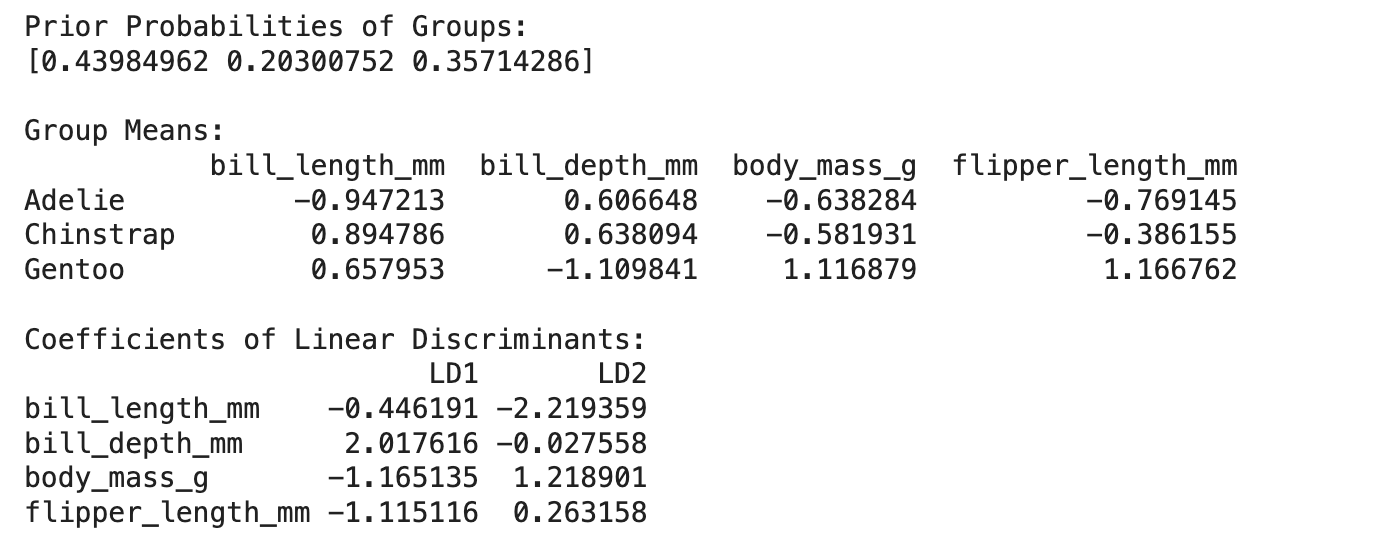 Prior Probabilities of Groups:
[0.43984962 0.20300752 0.35714286]
Group Means:
bill_length_mm bill_depth_mm body_mass_g flipper_length_mm
Adelie −0.947213 0.606648 −0.638284 −0.769145
Chinstrap 0.894786 0.638094 −0.581931 −0.386155
Gentoo 0.657953 −1.109841 1.116879 1.166762
Coefficients of Linear Discriminants:
LD1 LD2
bill_length_mm −0.446191 −2.219359
bill_depth_mm 2.017616 −0.027558
body_mass_g −1.165135 1.218901
flipper_length_mm −1.115116 0.263158